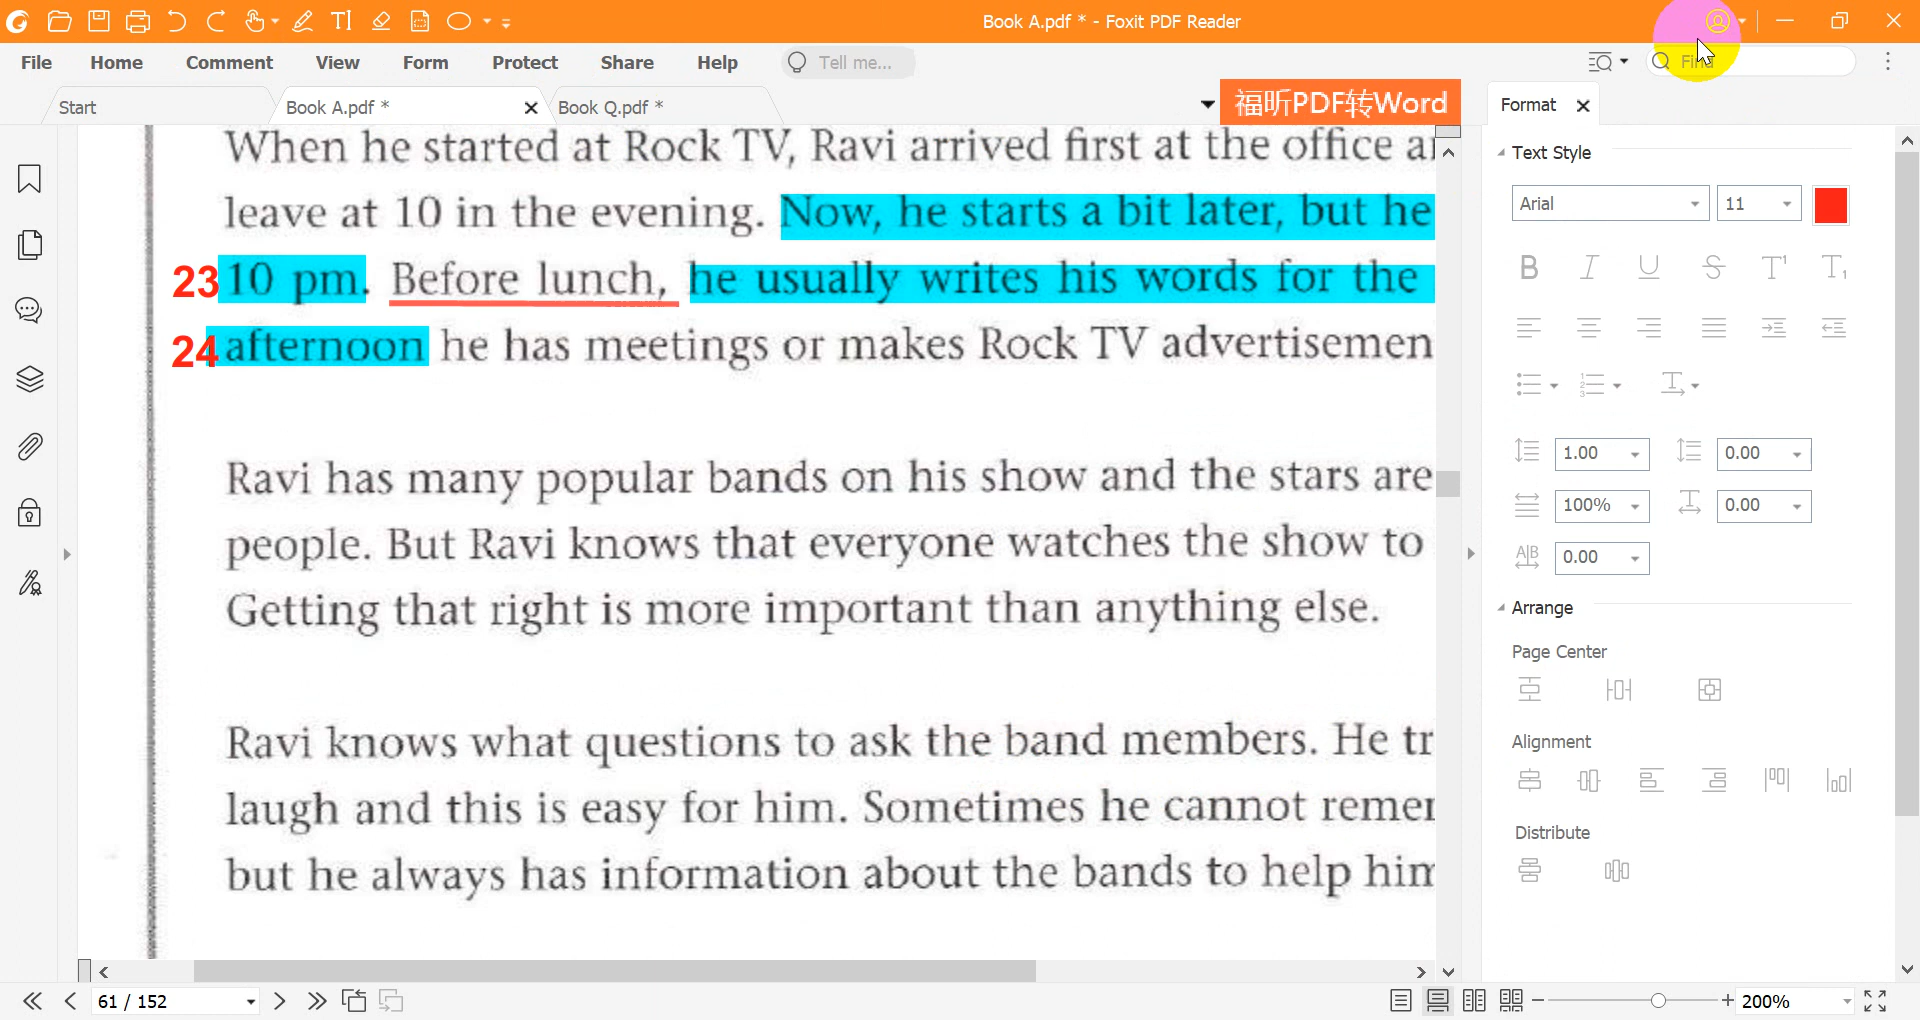 Book A.pdf * - Foxit PDF Reader
File Home Comment View Form Protect Share Help Tell me... Find
Start Book A.pdf * Book Q.pdf * 福昕PDF转Word Format
When he started at Rock TV, Ravi arrived first at the office a
leave at 10 in the evening. Now, he starts a bit later, but he
23 10 pm. Before lunch, he usually writes his words for the
24 afternoon he has meetings or makes Rock TV advertisemen
Ravi has many popular bands on his show and the stars are
people. But Ravi knows that everyone watches the show to
Getting that right is more important than anything else.
Ravi knows what questions to ask the band members. He tr
laugh and this is easy for him. Sometimes he cannot remer
but he always has information about the bands to help him
Text Style
Arial 11
1.00 0.00
100% 0.00
0.00
Arrange
Page Center
Alignment
Distribute
61 / 152
200%